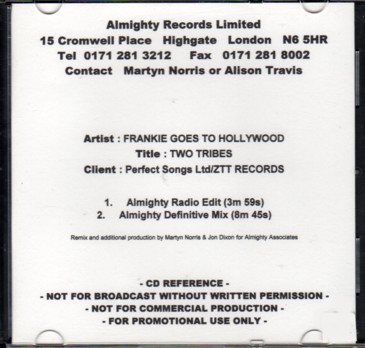 Almighty Records Limited
15 Cromwell Place Highgate London N6 5HR
Tel 0171 281 3212 Fax 0171 281 8002
Contact Martyn Norris or Alison Travis
Artist : FRANKIE GOES TO HOLLYWOOD
Title : TWO TRIBES
Client : Perfect Songs Ltd/ZTT RECORDS
1. Almighty Radio Edit (3m 59s)
2. Almighty Definitive Mix (8m 45s)
Remix and additional production by Martyn Norris & Jon Dixon for Almighty Associates
- CD REFERENCE -
- NOT FOR BROADCAST WITHOUT WRITTEN PERMISSION -
- NOT FOR COMMERCIAL PRODUCTION -
- FOR PROMOTIONAL USE ONLY -